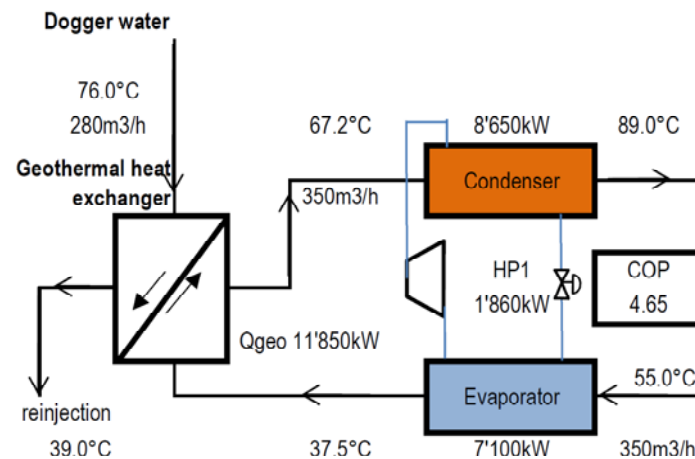 Dogger water
76.0°C
280m3/h
67.2°C
8'650kW
89.0°C
Geothermal heat
exchanger
350m3/h
Condenser
HP1
1'860kW
COP
4.65
Qgeo 11'850kW
55.0°C
Evaporator
reinjection
39.0°C
37.5°C
7'100kW
350m3/h